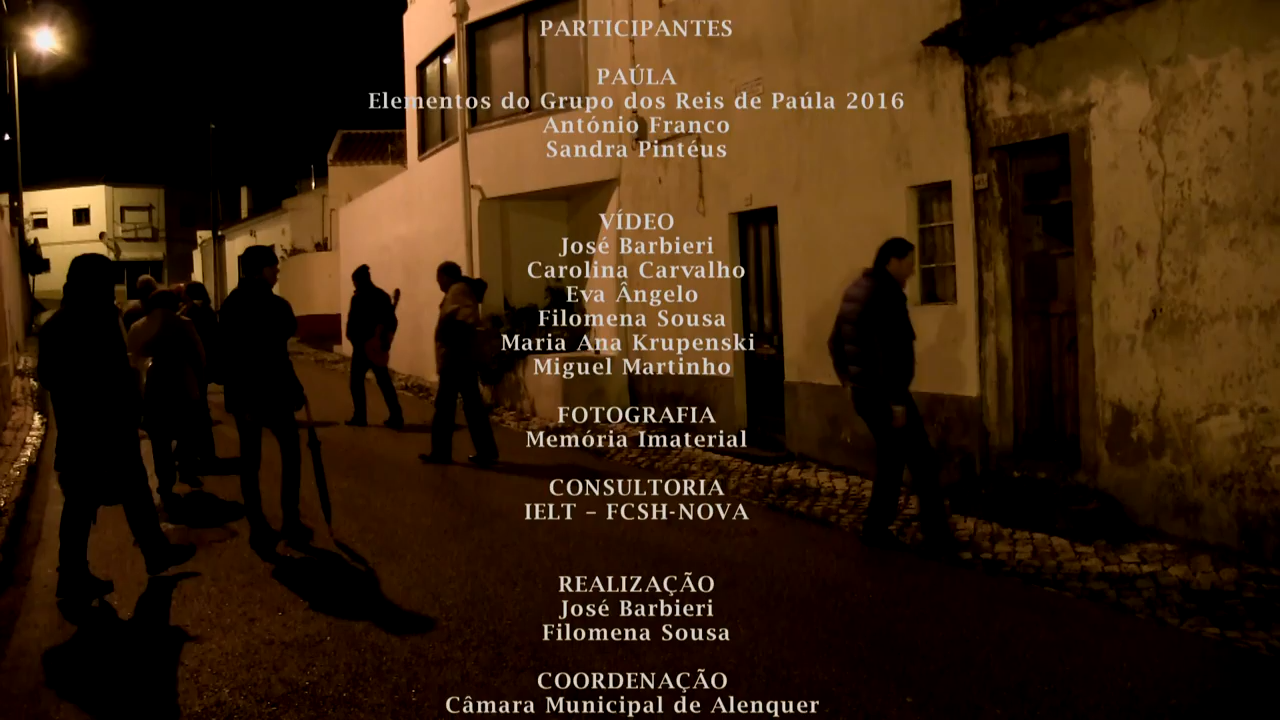 PARTICIPANTES
PAÚLA
Elementos do Grupo dos Reis de Paúla 2016
António Franco
Sandra Pintéus
VÍDEO
José Barbieri
Carolina Carvalho
Eva Ângelo
Filomena Sousa
Maria Ana Krupenski
Miguel Martinho
FOTOGRAFIA
Memória Imaterial
CONSULTORIA
IELT – FCSH-NOVA
REALIZAÇÃO
José Barbieri
Filomena Sousa
COORDENAÇÃO
Câmara Municipal de Alenquer